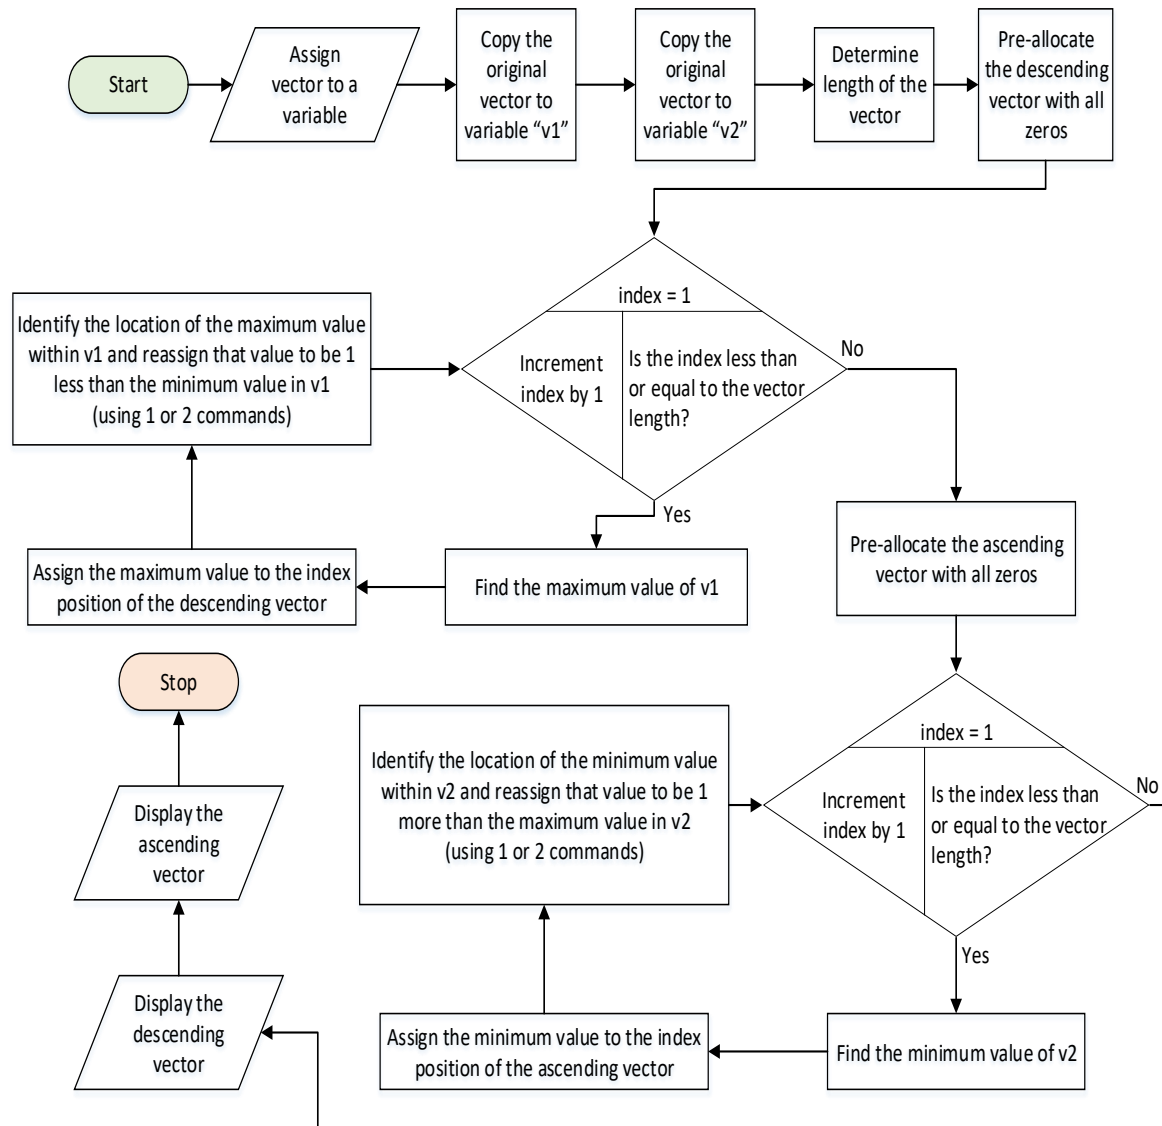 Start
Assign
vector to a
variable
Copy the
original
vector to
variable “v1”
Copy the
original
vector to
variable “v2”
Determine
length of the
vector
Pre-allocate
the descending
vector with all
zeros
index = 1
Increment
index by 1
Is the index less than
or equal to the vector
length?
No
Yes
Find the maximum value of v1
Assign the maximum value to the index
position of the descending vector
Identify the location of the maximum value
within v1 and reassign that value to be 1
less than the minimum value in v1
(using 1 or 2 commands)
Pre-allocate the ascending
vector with all zeros
index = 1
Increment
index by 1
Is the index less than
or equal to the vector
length?
No
Yes
Find the minimum value of v2
Assign the minimum value to the index
position of the ascending vector
Identify the location of the minimum value
within v2 and reassign that value to be 1
more than the maximum value in v2
(using 1 or 2 commands)
Display the
descending
vector
Display the
ascending
vector
Stop